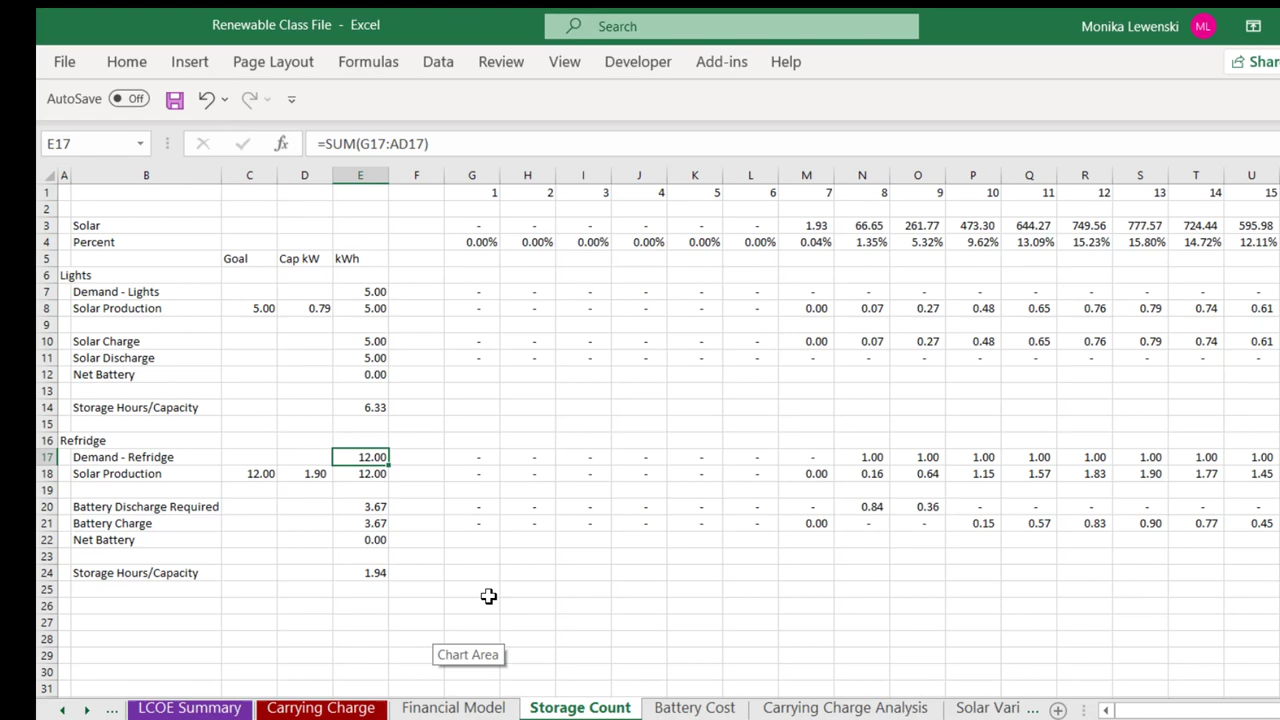 Renewable Class File - Excel Search Monika Lewenski ML
File Home Insert Page Layout Formulas Data Review View Developer Add-ins Help Shar
AutoSave Off
E17 fx =SUM(G17:AD17)
A B C D E F G H I J K L M N O P Q R S T U
1 1 2 3 4 5 6 7 8 9 10 11 12 13 14 15
2
3 Solar - - - - - - 1.93 66.65 261.77 473.30 644.27 749.56 777.57 724.44 595.98
4 Percent 0.00% 0.00% 0.00% 0.00% 0.00% 0.00% 0.04% 1.35% 5.32% 9.62% 13.09% 15.23% 15.80% 14.72% 12.11%
5 Goal Cap kW kWh
6 Lights
7 Demand - Lights 5.00 - - - - - - - - - - - - - - -
8 Solar Production 5.00 0.79 5.00 - - - - - - 0.00 0.07 0.27 0.48 0.65 0.76 0.79 0.74 0.61
9
10 Solar Charge 5.00 - - - - - - 0.00 0.07 0.27 0.48 0.65 0.76 0.79 0.74 0.61
11 Solar Discharge 5.00 - - - - - - - - - - - - - - -
12 Net Battery 0.00
13
14 Storage Hours/Capacity 6.33
15
16 Refridge
17 Demand - Refridge 12.00 - - - - - - - 1.00 1.00 1.00 1.00 1.00 1.00 1.00 1.00
18 Solar Production 12.00 1.90 12.00 - - - - - - 0.00 0.16 0.64 1.15 1.57 1.83 1.90 1.77 1.45
19
20 Battery Discharge Required 3.67 - - - - - - - 0.84 0.36
21 Battery Charge 3.67 - - - - - - 0.00 - - 0.15 0.57 0.83 0.90 0.77 0.45
22 Net Battery 0.00
23
24 Storage Hours/Capacity 1.94
25
26
27
28
29 Chart Area
30
31
... LCOE Summary Carrying Charge Financial Model Storage Count Battery Cost Carrying Charge Analysis Solar Vari ...